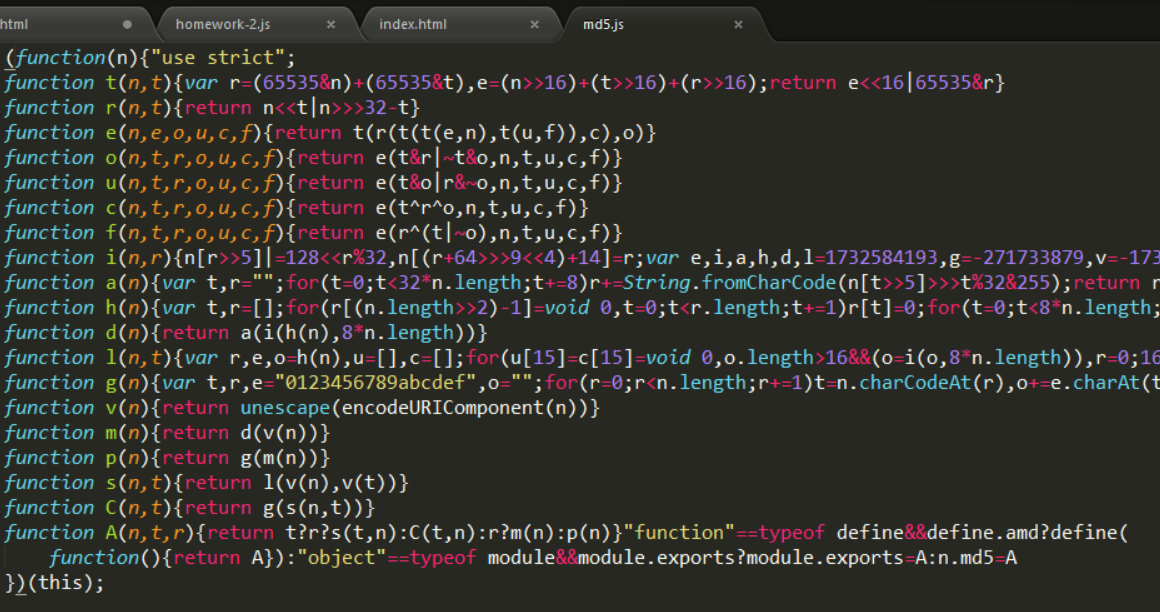 html
homework-2.js
index.html
md5.js
(function(n){"use strict";
function t(n,t){var r=(65535&n)+(65535&t),e=(n>>16)+(t>>16)+(r>>16);return e<<16|65535&r}
function r(n,t){return n<<t|n>>>32-t}
function e(n,e,o,u,c,f){return t(r(t(t(e,n),t(u,f)),c),o)}
function o(n,t,r,o,u,c,f){return e(t&r|~t&o,n,t,u,c,f)}
function u(n,t,r,o,u,c,f){return e(t&o|r&~o,n,t,u,c,f)}
function c(n,t,r,o,u,c,f){return e(t^r^o,n,t,u,c,f)}
function f(n,t,r,o,u,c,f){return e(r^(t|~o),n,t,u,c,f)}
function i(n,r){n[r>>5]|=128<<r%32,n[(r+64>>>9<<4)+14]=r;var e,i,a,h,d,l=1732584193,g=-271733879,v=-173
function a(n){var t,r="";for(t=0;t<32*n.length;t+=8)r+=String.fromCharCode(n[t>>5]>>>t%32&255);return r
function h(n){var t,r=[];for(r[(n.length>>2)-1]=void 0,t=0;t<r.length;t+=1)r[t]=0;for(t=0;t<8*n.length;
function d(n){return a(i(h(n),8*n.length))}
function l(n,t){var r,e,o=h(n),u=[],c=[];for(u[15]=c[15]=void 0,o.length>16&&(o=i(o,8*n.length)),r=0;16
function g(n){var t,r,e="0123456789abcdef",o="";for(r=0;r<n.length;r+=1)t=n.charCodeAt(r),o+=e.charAt(t
function v(n){return unescape(encodeURIComponent(n))}
function m(n){return d(v(n))}
function p(n){return g(m(n))}
function s(n,t){return l(v(n),v(t))}
function C(n,t){return g(s(n,t))}
function A(n,t,r){return t?r?s(t,n):C(t,n):r?m(n):p(n)}"function"==typeof define&&define.amd?define(
function(){return A}):"object"==typeof module&&module.exports?module.exports=A:n.md5=A
})(this);